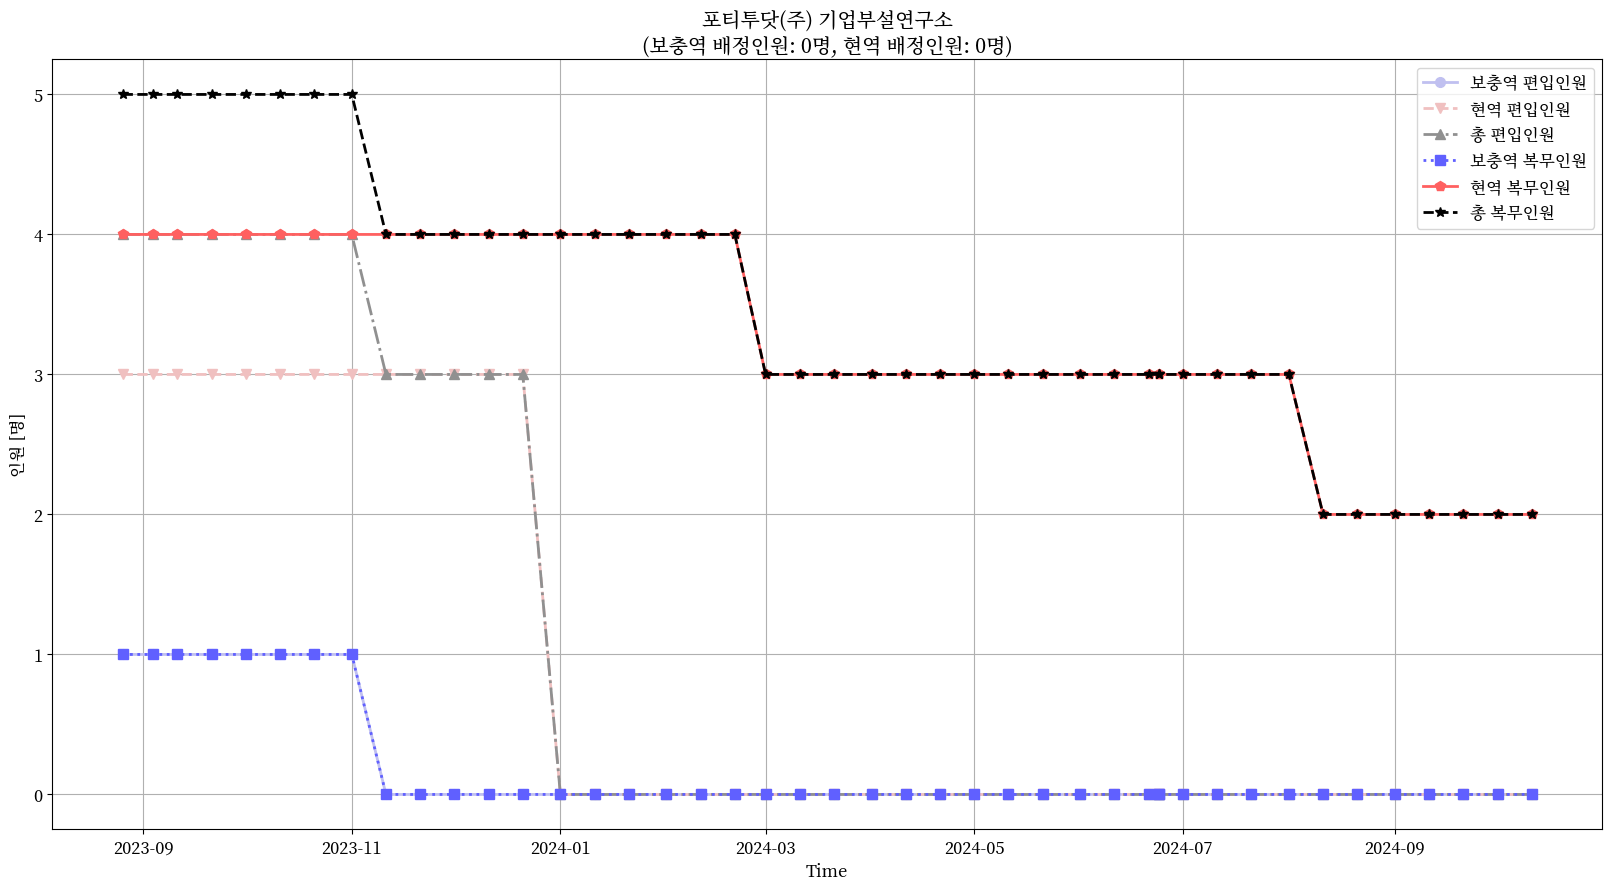 포티투닷(주) 기업부설연구소
(보충역 배정인원: 0명, 현역 배정인원: 0명)
보충역 편입인원
현역 편입인원
총 편입인원
보충역 복무인원
현역 복무인원
총 복무인원
인원 [명]
5
4
3
2
1
0
2023-09
2023-11
2024-01
2024-03
2024-05
2024-07
2024-09
Time